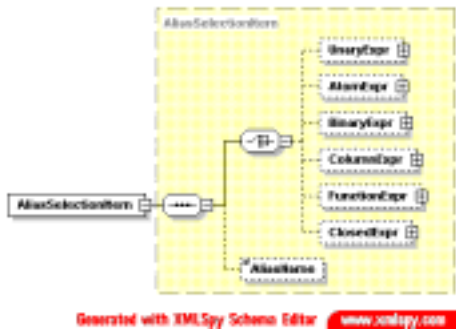 AliasSelectionItem
UnaryExpr
AtomExpr
BinaryExpr
ColumnExpr
FunctionExpr
ClosedExpr
AliasSelectionItem
AliasName
Generated with XMLSpy Schema Editor www.xmlspy.com